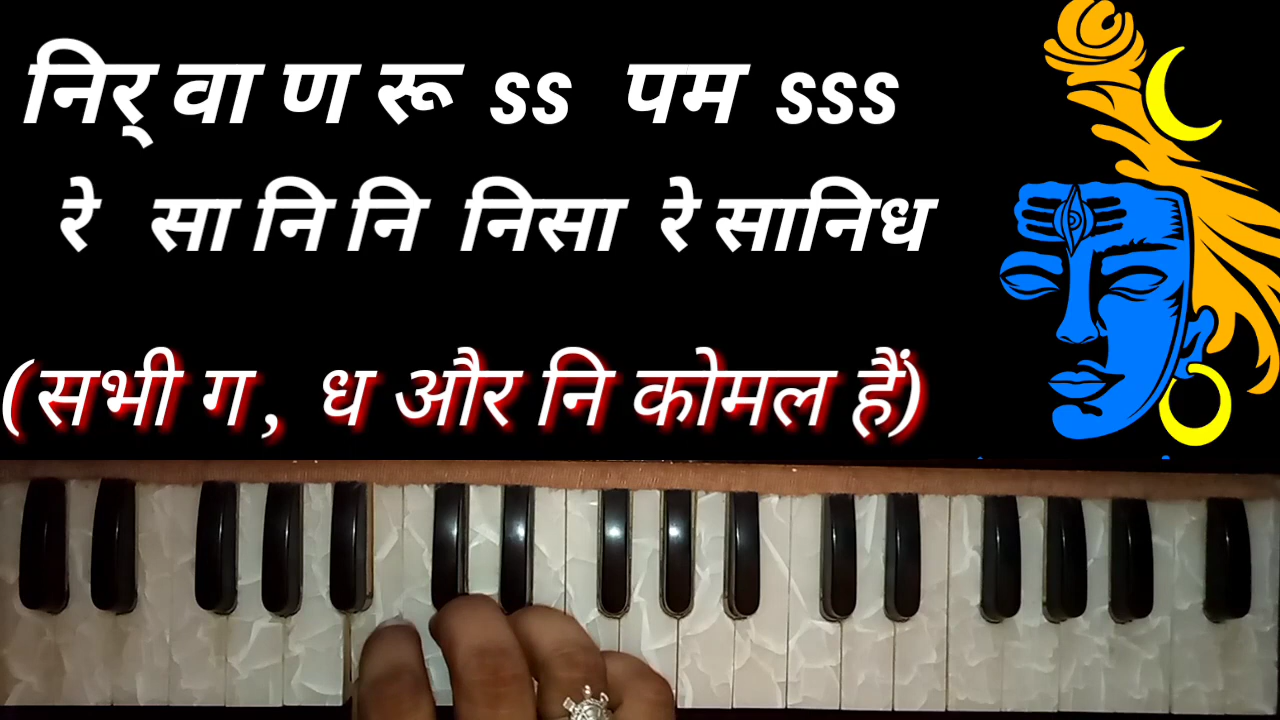 निर् वा ण रू ss पम sss
रे सा नि नि निसा रे सानिध
(सभी ग , ध और नि कोमल हैं)